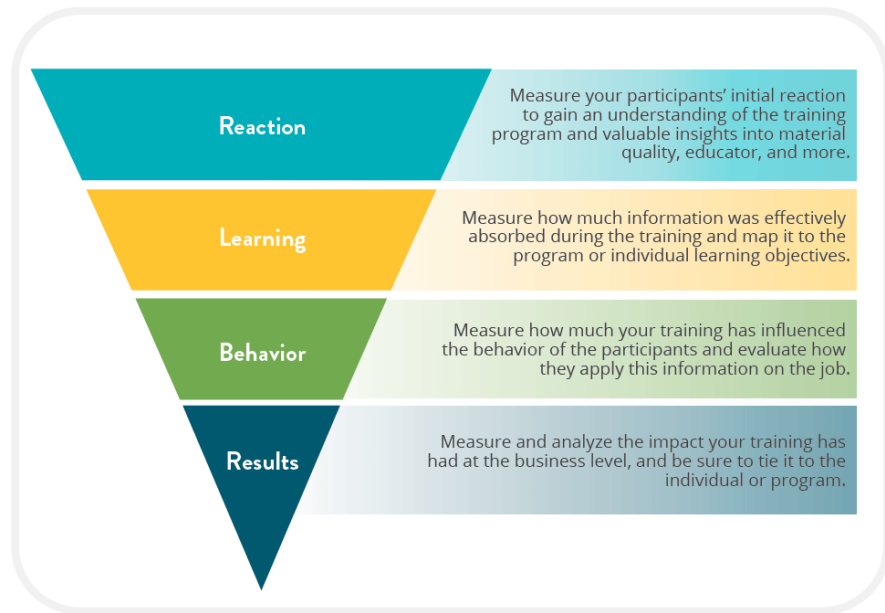 Reaction
Measure your participants’ initial reaction
to gain an understanding of the training
program and valuable insights into material
quality, educator, and more.
Learning
Measure how much information was effectively
absorbed during the training and map it to the
program or individual learning objectives.
Behavior
Measure how much your training has influenced
the behavior of the participants and evaluate how
they apply this information on the job.
Results
Measure and analyze the impact your training has
had at the business level, and be sure to tie it to the
individual or program.